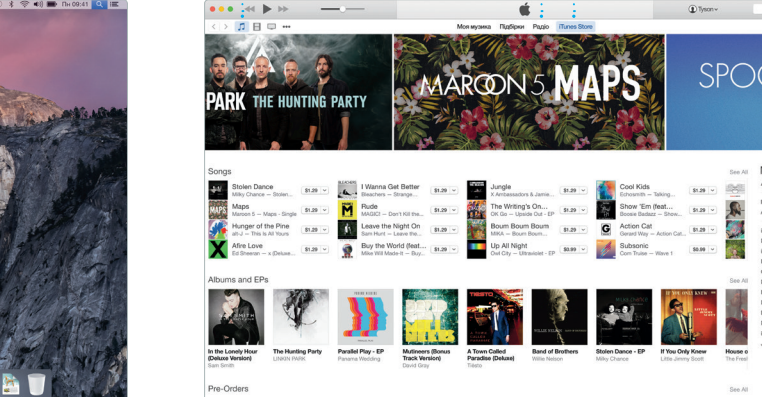 Пн 09:41
Tyson
Моя музика Підбірки Радіо iTunes Store
PARK THE HUNTING PARTY
MAROON 5 MAPS
SPO
Songs
See All
Stolen Dance
Milky Chance — Stolen...
$1.29
I Wanna Get Better
Bleachers — Strange...
$1.29
Jungle
X Ambassadors & Jamie...
$1.29
Cool Kids
Echosmith — Talking...
$1.29
Maps
Maroon 5 — Maps - Single
$1.29
Rude
MAGIC! — Don't Kill the...
$1.29
The Writing's On...
OK Go — Upside Out - EP
$1.29
Show 'Em (feat...
Boosie Badazz — Show...
$1.29
Hunger of the Pine
alt-J — This Is All Yours
$1.29
Leave the Night On
Sam Hunt — Leave the...
$1.29
Boum Boum Boum
MIKA — Boum Boum...
$1.29
Action Cat
Gerard Way — Action Cat...
$1.29
Afire Love
Ed Sheeran — x (Deluxe...
$1.29
Buy the World (feat...
Mike Will Made-It — Buy...
$1.29
Up All Night
Owl City — Ultraviolet - EP
$0.99
Subsonic
Com Truise — Wave 1
$0.99
Albums and EPs
See All
In the Lonely Hour
(Deluxe Version)
Sam Smith
The Hunting Party
LINKIN PARK
Parallel Play - EP
Panama Wedding
Mutineers (Bonus
Track Version)
David Gray
A Town Called
Paradise (Deluxe)
Tiësto
Band of Brothers
Willie Nelson
Stolen Dance - EP
Milky Chance
If You Only Knew
Little Jimmy Scott
House o
The Fres
Pre-Orders
See All